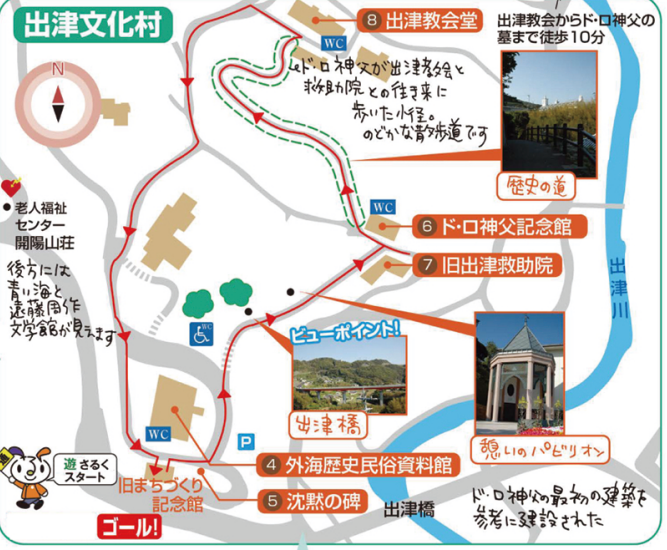 出津文化村
N
⑧ 出津教会堂
WC
出津教会からド・ロ神父の
墓まで徒歩10分
ド・ロ神父が出津教会と
救助院との往き来に
歩いた小径。
のどかな散歩道です
歴史の道
WC
⑥ ド・ロ神父記念館
⑦ 旧出津救助院
出津川
老人福祉
センター
開陽山荘
後方には
青い海と
遠藤周作
文学館が見えます
WC
ビューポイント!
出津橋
憩いのパビリオン
WC
P
④ 外海歴史民俗資料館
⑤ 沈黙の碑
遊さるく
スタート
旧まちづくり
記念館
ゴール!
出津橋
ド・ロ神父の最初の建築を
参考に建設された